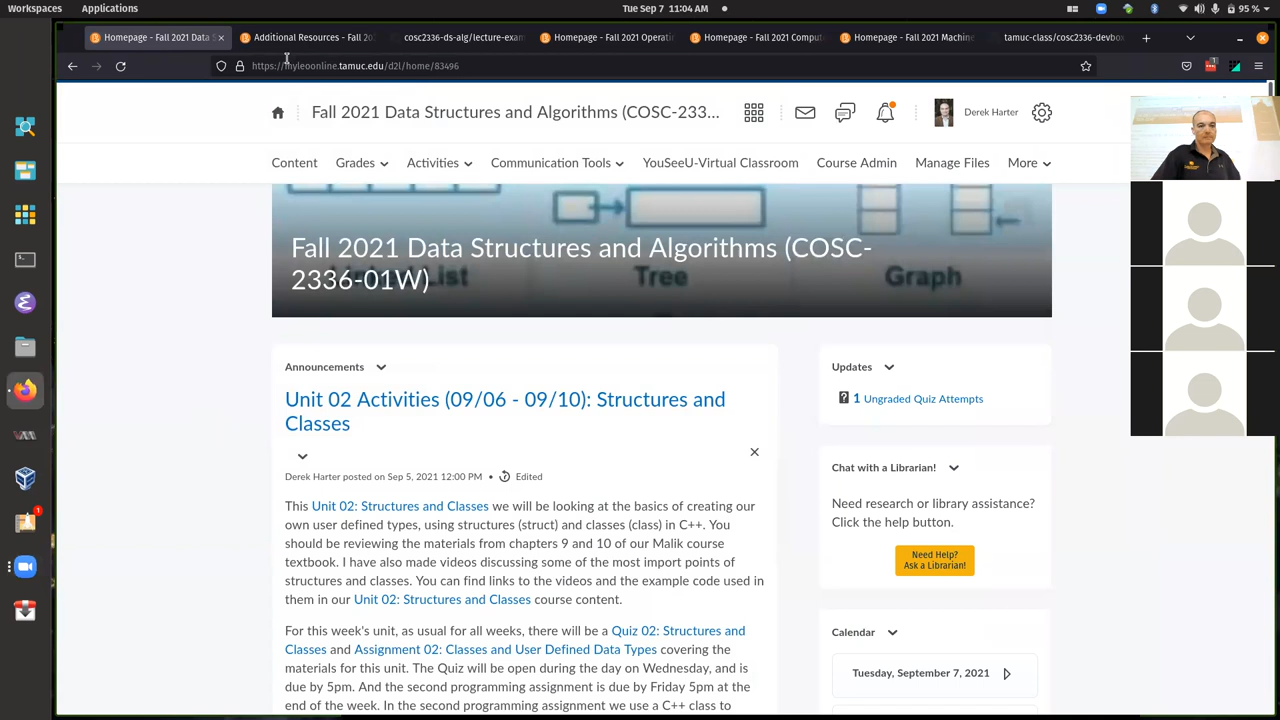 Workspaces Applications Tue Sep 7 11:04 AM 95 %
Homepage - Fall 2021 Data S Additional Resources - Fall 20 cosc2336-ds-alg/lecture-exam Homepage - Fall 2021 Operati Homepage - Fall 2021 Comput Homepage - Fall 2021 Machin tamuc-class/cosc2336-devbox
https://myleoonline.tamuc.edu/d2l/home/83496
Fall 2021 Data Structures and Algorithms (COSC-233... Derek Harter
Content Grades Activities Communication Tools YouSeeU-Virtual Classroom Course Admin Manage Files More
Fall 2021 Data Structures and Algorithms (COSC-
2336-01W)
List Tree Graph
Announcements
Unit 02 Activities (09/06 - 09/10): Structures and
Classes
Derek Harter posted on Sep 5, 2021 12:00 PM • Edited
This Unit 02: Structures and Classes we will be looking at the basics of creating our
own user defined types, using structures (struct) and classes (class) in C++. You
should be reviewing the materials from chapters 9 and 10 of our Malik course
textbook. I have also made videos discussing some of the most import points of
structures and classes. You can find links to the videos and the example code used in
them in our Unit 02: Structures and Classes course content.
For this week's unit, as usual for all weeks, there will be a Quiz 02: Structures and
Classes and Assignment 02: Classes and User Defined Data Types covering the
materials for this unit. The Quiz will be open during the day on Wednesday, and is
due by 5pm. And the second programming assignment is due by Friday 5pm at the
end of the week. In the second programming assignment we use a C++ class to
Updates
1 Ungraded Quiz Attempts
Chat with a Librarian!
Need research or library assistance?
Click the help button.
Need Help?
Ask a Librarian!
Calendar
Tuesday, September 7, 2021